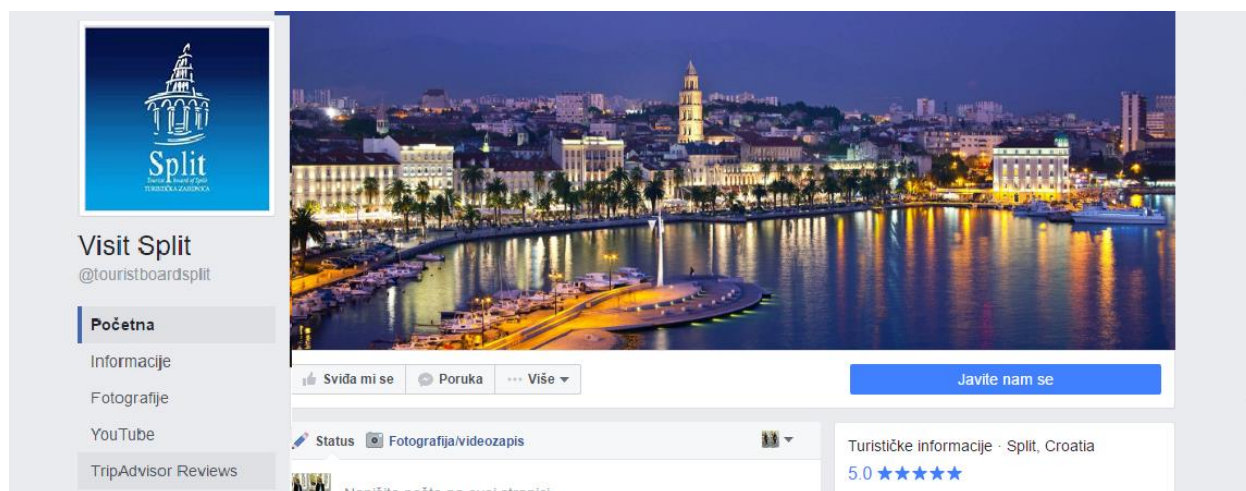 Split
Tourist board of Split
TURISTIČKA ZAJEDNICA
Visit Split
@touristboardsplit
Početna
Informacije
Fotografije
YouTube
TripAdvisor Reviews
Sviđa mi se
Poruka
Više
Javite nam se
Status
Fotografija/videozapis
Turističke informacije · Split, Croatia
5.0 ★★★★★